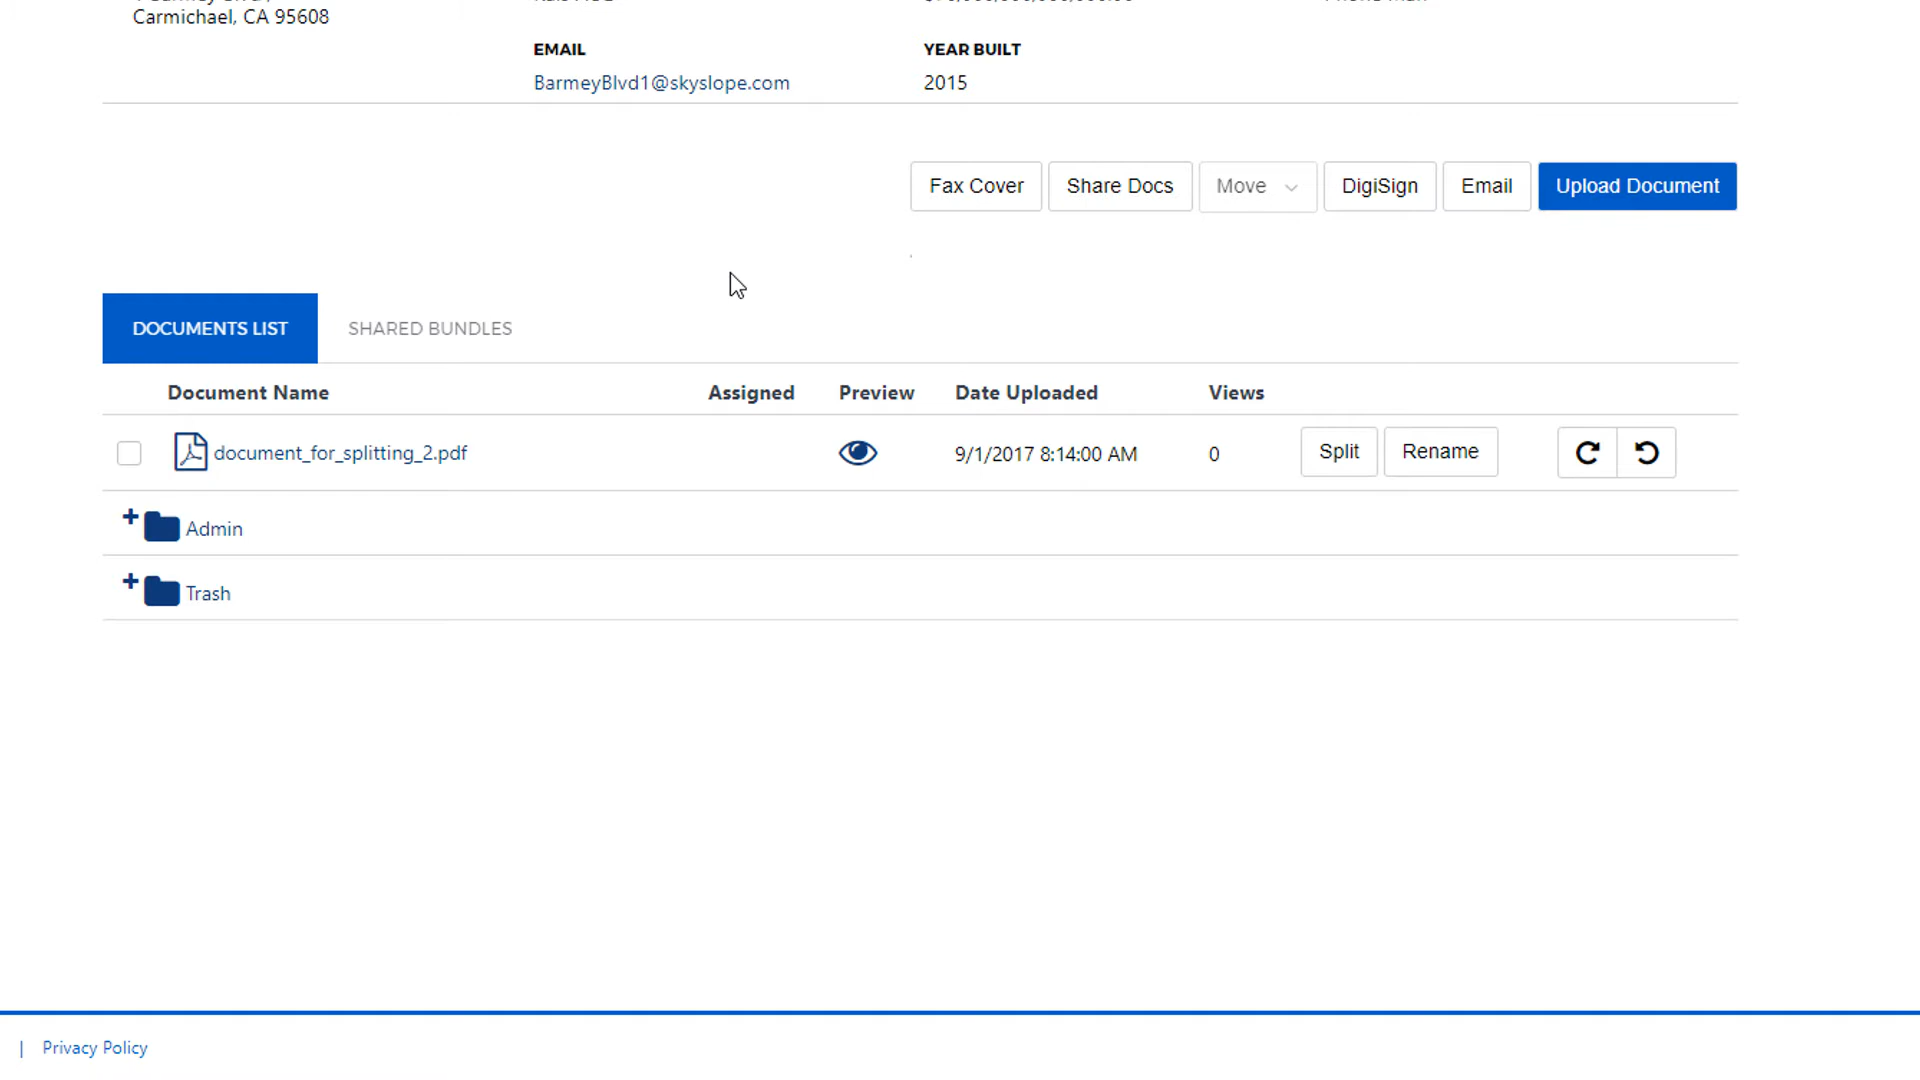 Carmichael, CA 95608
EMAIL
YEAR BUILT
BarmeyBlvd1@skyslope.com
2015
Fax Cover
Share Docs
Move
DigiSign
Email
Upload Document
DOCUMENTS LIST
SHARED BUNDLES
Document Name
Assigned
Preview
Date Uploaded
Views
document_for_splitting_2.pdf
9/1/2017 8:14:00 AM
0
Split
Rename
Admin
Trash
| Privacy Policy